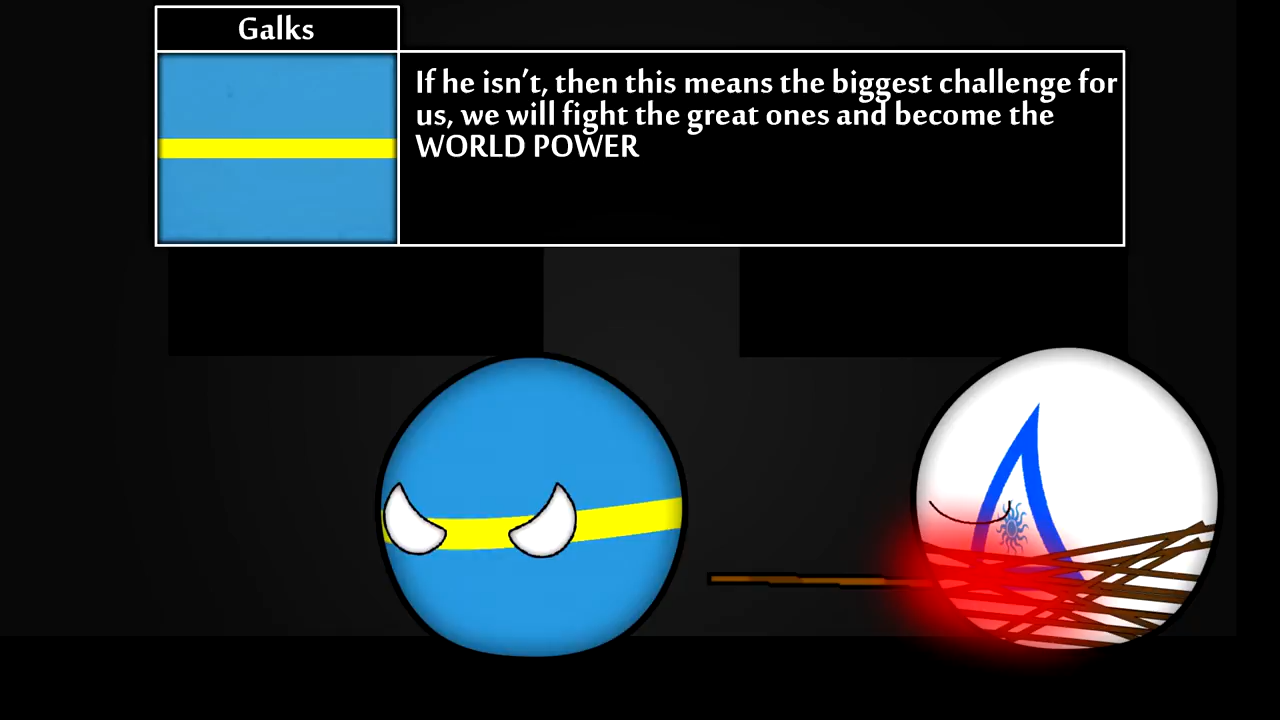 Galks
If he isn't, then this means the biggest challenge for
us, we will fight the great ones and become the
WORLD POWER